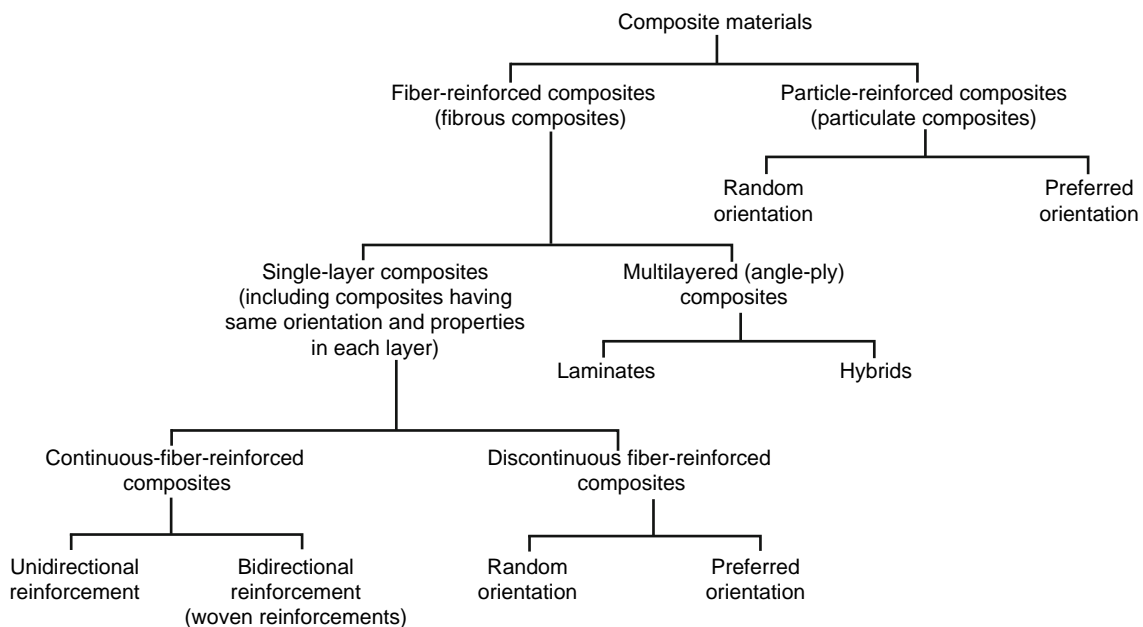 Composite materials
Fiber-reinforced composites
(fibrous composites)
Particle-reinforced composites
(particulate composites)
Random
orientation
Preferred
orientation
Single-layer composites
(including composites having
same orientation and properties
in each layer)
Multilayered (angle-ply)
composites
Laminates
Hybrids
Continuous-fiber-reinforced
composites
Discontinuous fiber-reinforced
composites
Unidirectional
reinforcement
Bidirectional
reinforcement
(woven reinforcements)
Random
orientation
Preferred
orientation